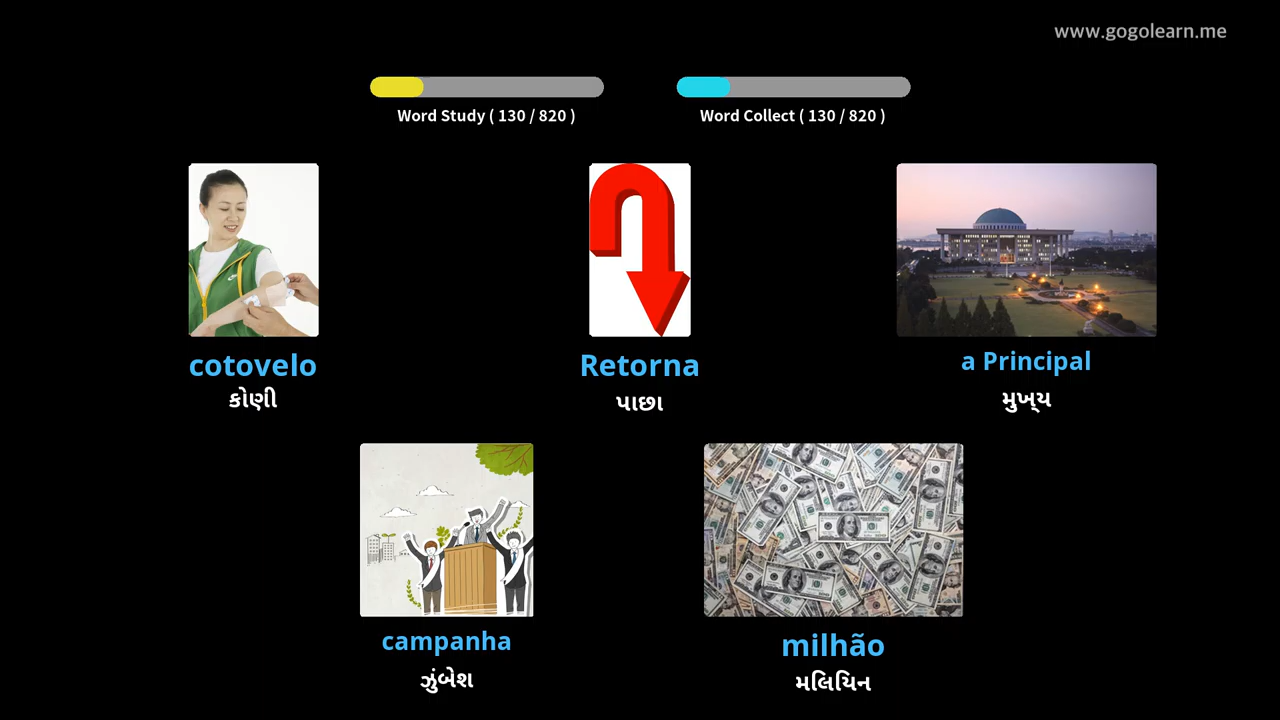 www.gogolearn.me
Word Study ( 130 / 820 )
Word Collect ( 130 / 820 )
cotovelo
કોણી
Retorna
પાછા
a Principal
મુખ્ય
campanha
ઝુંબેશ
milhão
મલિયિન